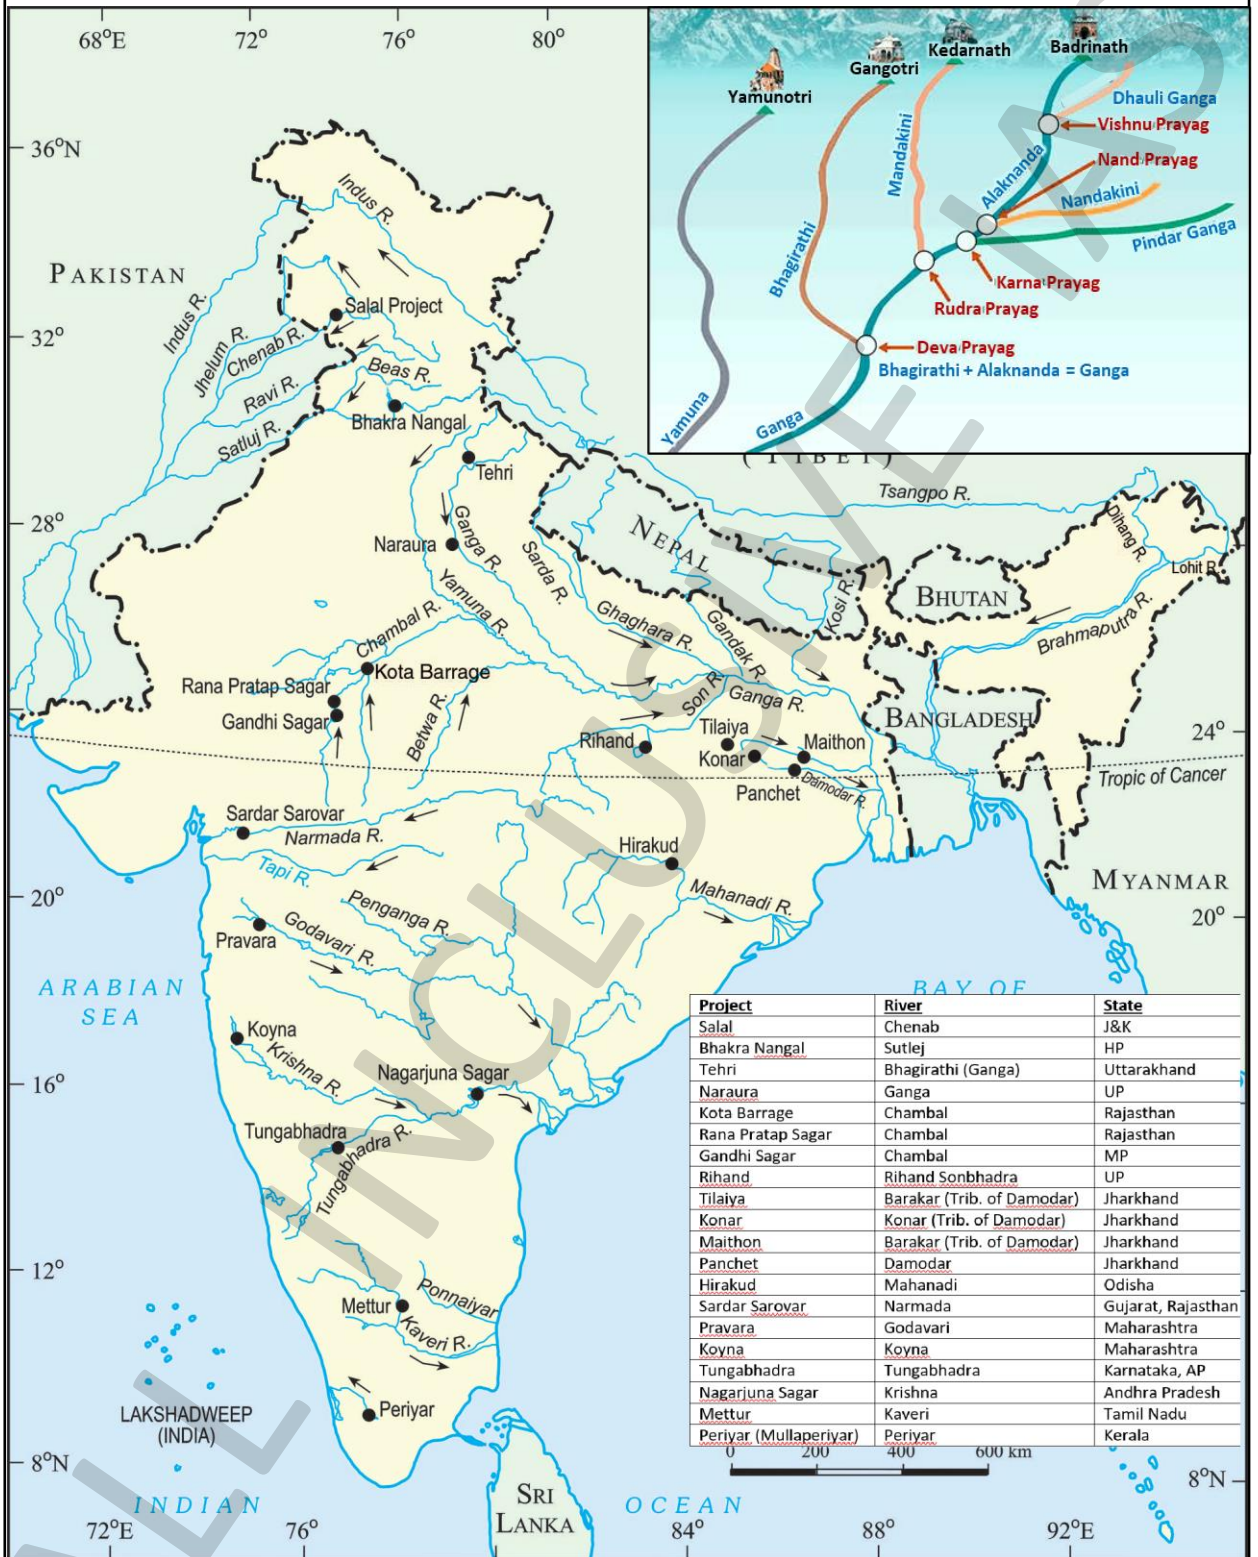 68°E 72° 76° 80°
Yamunotri
Gangotri
Kedarnath
Badrinath
Dhauli Ganga
Vishnu Prayag
Nand Prayag
Mandakini
Alaknanda
Nandakini
Pindar Ganga
Bhagirathi
Karna Prayag
Rudra Prayag
Deva Prayag
Bhagirathi + Alaknanda = Ganga
Yamuna
Ganga
36°N
Indus R.
PAKISTAN
Indus R.
Salal Project
32°
Jhelum R.
Chenab R.
Beas R.
Ravi R.
Bhakra Nangal
Satluj R.
Tehri
(TIBET)
Tsangpo R.
28°
Naraura
Ganga R.
Sarda R.
NEPAL
Dihang R.
Lohit R.
Yamuna R.
BHUTAN
Chambal R.
Ghaghara R.
Gandak R.
Kosi R.
Brahmaputra R.
Kota Barrage
Rana Pratap Sagar
Gandhi Sagar
Betwa R.
Son R.
Ganga R.
BANGLADESH
24°
Rihand
Tilaiya
Konar
Maithon
Panchet
Damodar R.
Tropic of Cancer
Sardar Sarovar
Narmada R.
Hirakud
Tapi R.
Mahanadi R.
MYANMAR
20°
20°
Penganga R.
Godavari R.
Pravara
ARABIAN
SEA
BAY OF
Koyna
Krishna R.
Nagarjuna Sagar
16°
Tungabhadra
Tungabhadra R.
12°
Mettur
Ponnaiyar
Kaveri R.
Periyar
LAKSHADWEEP
(INDIA)
Project River State
Salal Chenab J&K
Bhakra Nangal Sutlej HP
Tehri Bhagirathi (Ganga) Uttarakhand
Naraura Ganga UP
Kota Barrage Chambal Rajasthan
Rana Pratap Sagar Chambal Rajasthan
Gandhi Sagar Chambal MP
Rihand Rihand Sonbhadra UP
Tilaiya Barakar (Trib. of Damodar) Jharkhand
Konar Konar (Trib. of Damodar) Jharkhand
Maithon Barakar (Trib. of Damodar) Jharkhand
Panchet Damodar Jharkhand
Hirakud Mahanadi Odisha
Sardar Sarovar Narmada Gujarat, Rajasthan
Pravara Godavari Maharashtra
Koyna Koyna Maharashtra
Tungabhadra Tungabhadra Karnataka, AP
Nagarjuna Sagar Krishna Andhra Pradesh
Mettur Kaveri Tamil Nadu
Periyar (Mullaperiyar) Periyar Kerala
0 200 400 600 km
8°N
8°N
INDIAN OCEAN
SRI
LANKA
72°E 76° 84° 88° 92°E
ALL INCLUSIVE IAS